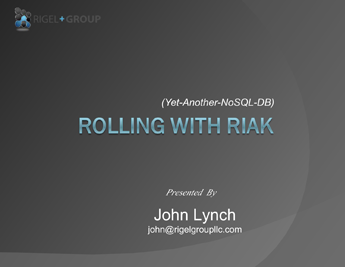 RIGEL+GROUP
(Yet-Another-NoSQL-DB)
ROLLING WITH RIAK
Presented By
John Lynch
john@rigelgroupllc.com